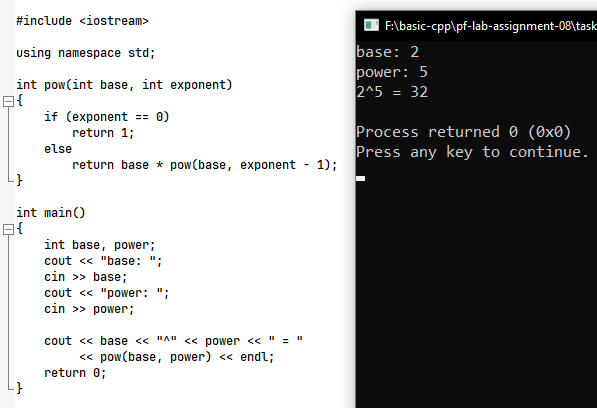 #include <iostream>
using namespace std;
int pow(int base, int exponent)
{
    if (exponent == 0)
        return 1;
    else
        return base * pow(base, exponent - 1);
}
int main()
{
    int base, power;
    cout << "base: ";
    cin >> base;
    cout << "power: ";
    cin >> power;
    cout << base << "^" << power << " = "
         << pow(base, power) << endl;
    return 0;
}
F:\basic-cpp\pf-lab-assignment-08\task
base: 2
power: 5
2^5 = 32
Process returned 0 (0x0)
Press any key to continue.